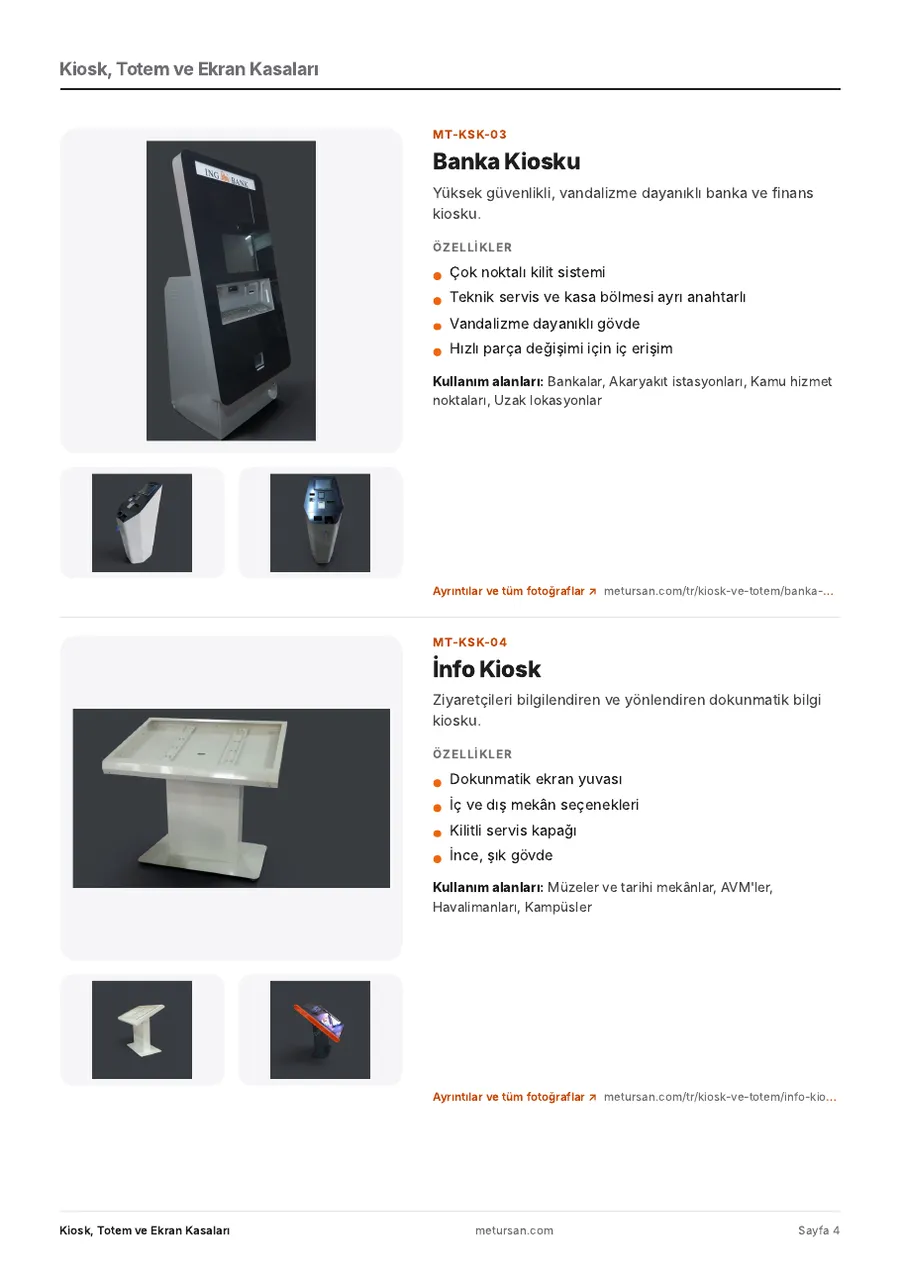 Kiosk, Totem ve Ekran Kasaları
ING BANK
MT-KSK-03
Banka Kiosku
Yüksek güvenlikli, vandalizme dayanıklı banka ve finans
kiosku.
ÖZELLİKLER
Çok noktalı kilit sistemi
Teknik servis ve kasa bölmesi ayrı anahtarlı
Vandalizme dayanıklı gövde
Hızlı parça değişimi için iç erişim
Kullanım alanları: Bankalar, Akaryakıt istasyonları, Kamu hizmet
noktaları, Uzak lokasyonlar
Ayrıntılar ve tüm fotoğraflar ↗ metursan.com/tr/kiosk-ve-totem/banka-…
MT-KSK-04
İnfo Kiosk
Ziyaretçileri bilgilendiren ve yönlendiren dokunmatik bilgi
kiosku.
ÖZELLİKLER
Dokunmatik ekran yuvası
İç ve dış mekân seçenekleri
Kilitli servis kapağı
İnce, şık gövde
Kullanım alanları: Müzeler ve tarihi mekânlar, AVM'ler,
Havalimanları, Kampüsler
Ayrıntılar ve tüm fotoğraflar ↗ metursan.com/tr/kiosk-ve-totem/info-kio…
Kiosk, Totem ve Ekran Kasaları
metursan.com
Sayfa 4